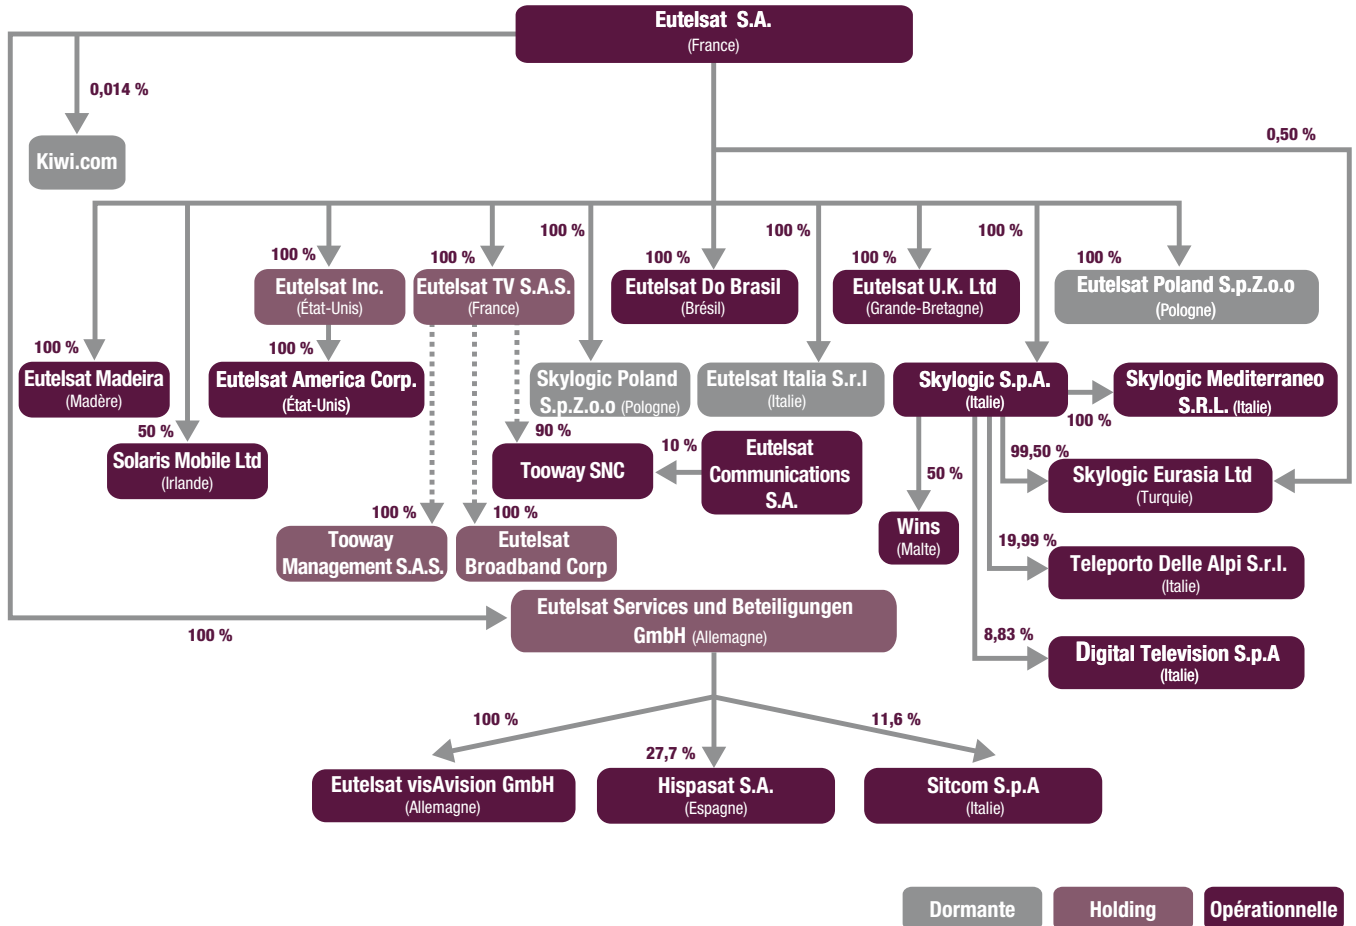 Eutelsat S.A.
(France)
0,014 %
0,50 %
Kiwi.com
100 %
100 %
100 %
100 %
100 %
100 %
100 %
100 %
Eutelsat Inc.
(État-Unis)
Eutelsat TV S.A.S.
(France)
Eutelsat Do Brasil
(Brésil)
Eutelsat U.K. Ltd
(Grande-Bretagne)
Eutelsat Poland S.p.Z.o.o
(Pologne)
100 %
100 %
Eutelsat Madeira
(Madère)
Eutelsat America Corp.
(État-Unis)
Skylogic Poland
S.p.Z.o.o (Pologne)
Eutelsat Italia S.r.l
(Italie)
Skylogic S.p.A.
(Italie)
Skylogic Mediterraneo
S.R.L. (Italie)
100 %
50 %
Solaris Mobile Ltd
(Irlande)
90 %
Tooway SNC
10 %
Eutelsat
Communications
S.A.
99,50 %
Skylogic Eurasia Ltd
(Turquie)
50 %
Wins
(Malte)
100 %
Tooway
Management S.A.S.
100 %
Eutelsat
Broadband Corp
19,99 %
Teleporto Delle Alpi S.r.l.
(Italie)
100 %
Eutelsat Services und Beteiligungen
GmbH (Allemagne)
8,83 %
Digital Television S.p.A
(Italie)
100 %
27,7 %
11,6 %
Eutelsat visAvision GmbH
(Allemagne)
Hispasat S.A.
(Espagne)
Sitcom S.p.A
(Italie)
Dormante
Holding
Opérationnelle